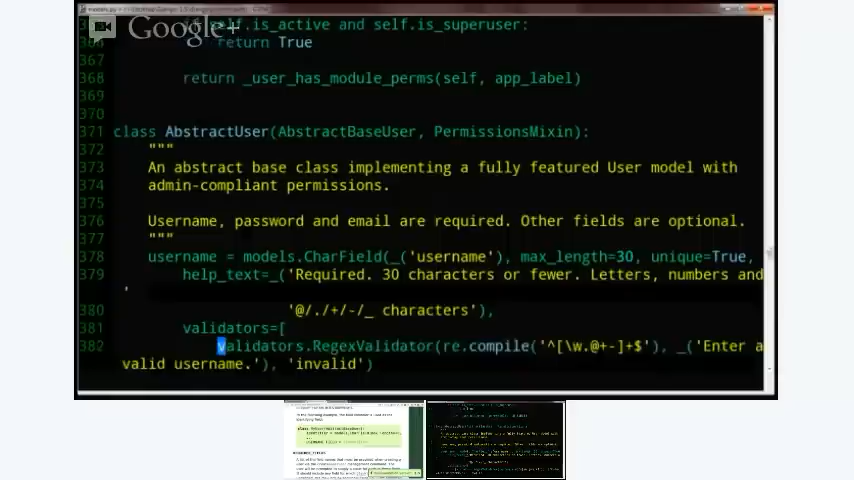 self.is_active and self.is_superuser:
Google+
366 return True
367
368 return _user_has_module_perms(self, app_label)
369
370
371 class AbstractUser(AbstractBaseUser, PermissionsMixin):
372 """
373 An abstract base class implementing a fully featured User model with
374 admin-compliant permissions.
375
376 Username, password and email are required. Other fields are optional.
377 """
378 username = models.CharField(_('username'), max_length=30, unique=True,
379 help_text=_('Required. 30 characters or fewer. Letters, numbers and
'
380 '@/./+/-/_ characters'),
381 validators=[
382 validators.RegexValidator(re.compile('^[\w.@+-]+$'), _('Enter a
valid username.'), 'invalid')